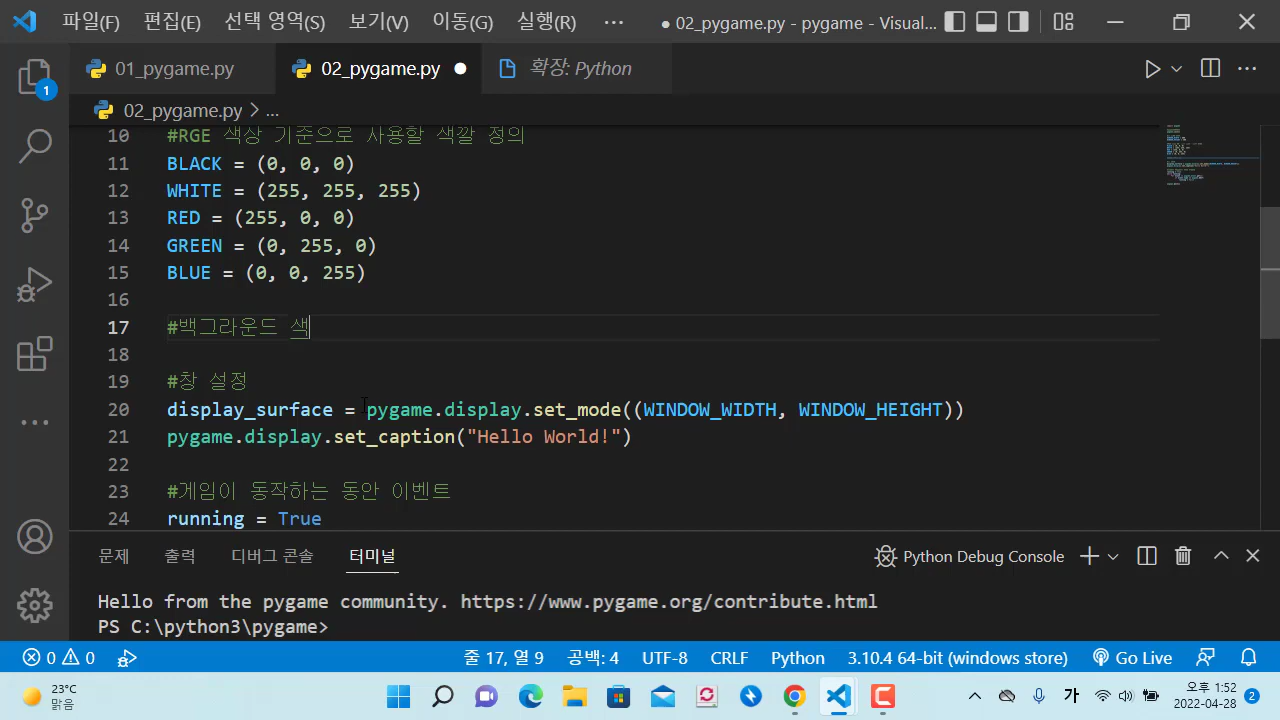 파일(F) 편집(E) 선택 영역(S) 보기(V) 이동(G) 실행(R) ··· ● 02_pygame.py - pygame - Visual...
01_pygame.py 02_pygame.py ● 확장: Python
02_pygame.py > ...
1
10 #RGE 색상 기준으로 사용할 색깔 정의
11 BLACK = (0, 0, 0)
12 WHITE = (255, 255, 255)
13 RED = (255, 0, 0)
14 GREEN = (0, 255, 0)
15 BLUE = (0, 0, 255)
16
17 #백그라운드 색
18
19 #창 설정
20 display_surface = pygame.display.set_mode((WINDOW_WIDTH, WINDOW_HEIGHT))
21 pygame.display.set_caption("Hello World!")
22
23 #게임이 동작하는 동안 이벤트
24 running = True
문제 출력 디버그 콘솔 터미널 Python Debug Console
Hello from the pygame community. https://www.pygame.org/contribute.html
PS C:\python3\pygame>
0 0 줄 17, 열 9 공백: 4 UTF-8 CRLF Python 3.10.4 64-bit (windows store) Go Live
23°C
맑음
가
오후 1:52
2022-04-28
2